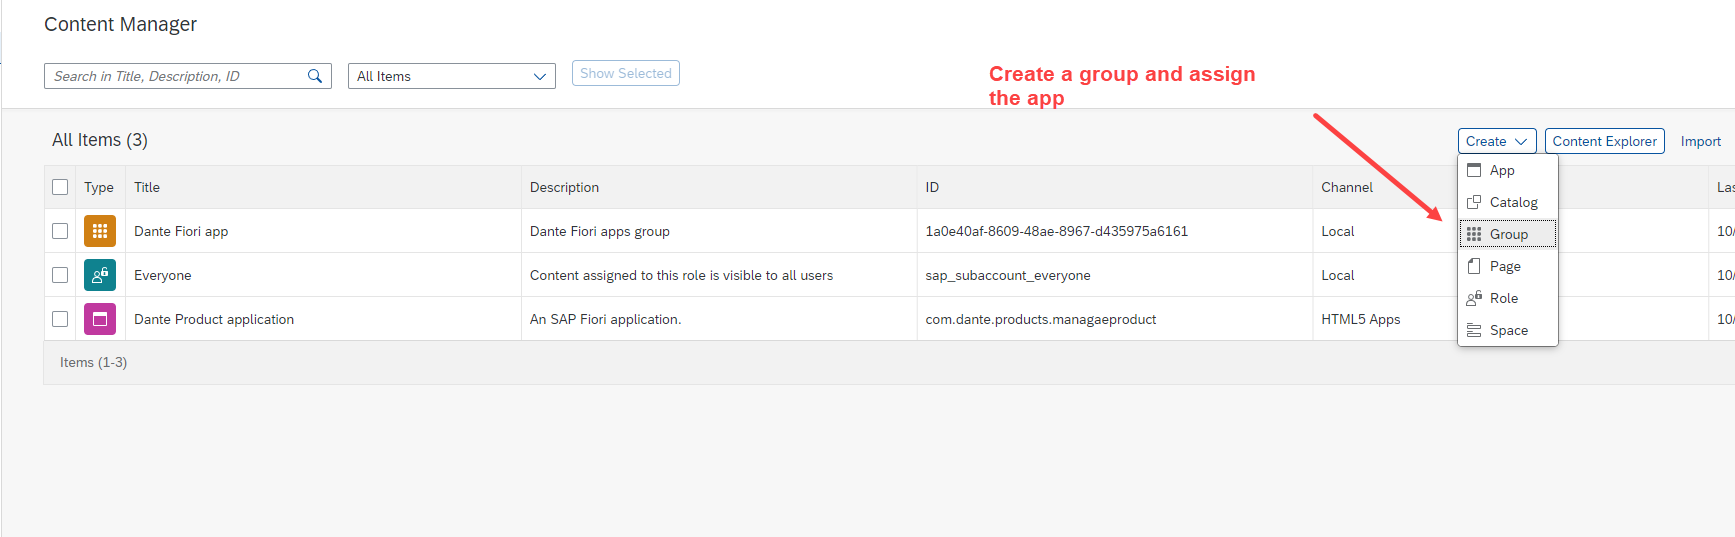 Content Manager
Search in Title, Description, ID
All Items
Show Selected
Create a group and assign
the app
All Items (3)
Create
Content Explorer
Import
Type
Title
Description
ID
Channel
Las
App
Catalog
Group
Page
Role
Space
Dante Fiori app
Dante Fiori apps group
1a0e40af-8609-48ae-8967-d435975a6161
Local
10/
Everyone
Content assigned to this role is visible to all users
sap_subaccount_everyone
Local
10/
Dante Product application
An SAP Fiori application.
com.dante.products.managaeproduct
HTML5 Apps
10/
Items (1-3)